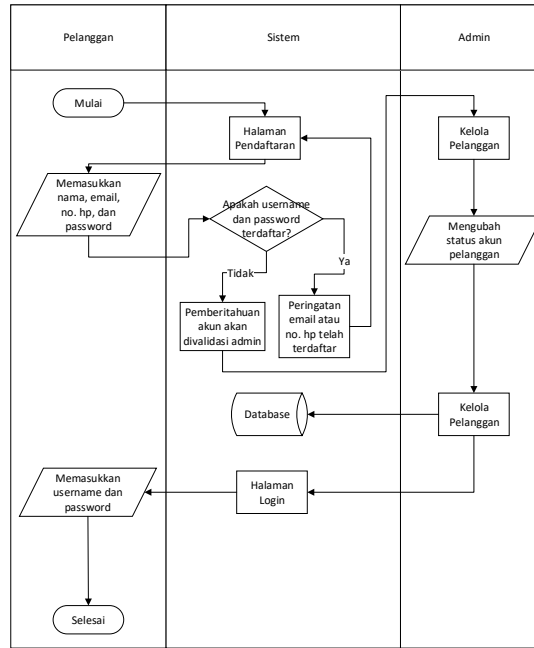 Pelanggan
Sistem
Admin
Mulai
Halaman
Pendaftaran
Kelola
Pelanggan
Memasukkan
nama, email,
no. hp, dan
password
Apakah username
dan password
terdaftar?
Mengubah
status akun
pelanggan
Ya
Tidak
Pemberitahuan
akun akan
divalidasi admin
Peringatan
email atau
no. hp telah
terdaftar
Database
Kelola
Pelanggan
Memasukkan
username dan
password
Halaman
Login
Selesai